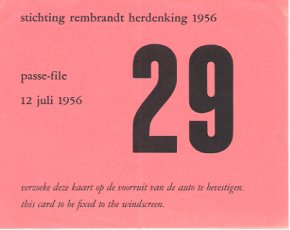 stichting rembrandt herdenking 1956
29
passe-file
12 juli 1956
verzoeke deze kaart op de voorruit van de auto te bevestigen.
this card to be fixed to the windscreen.